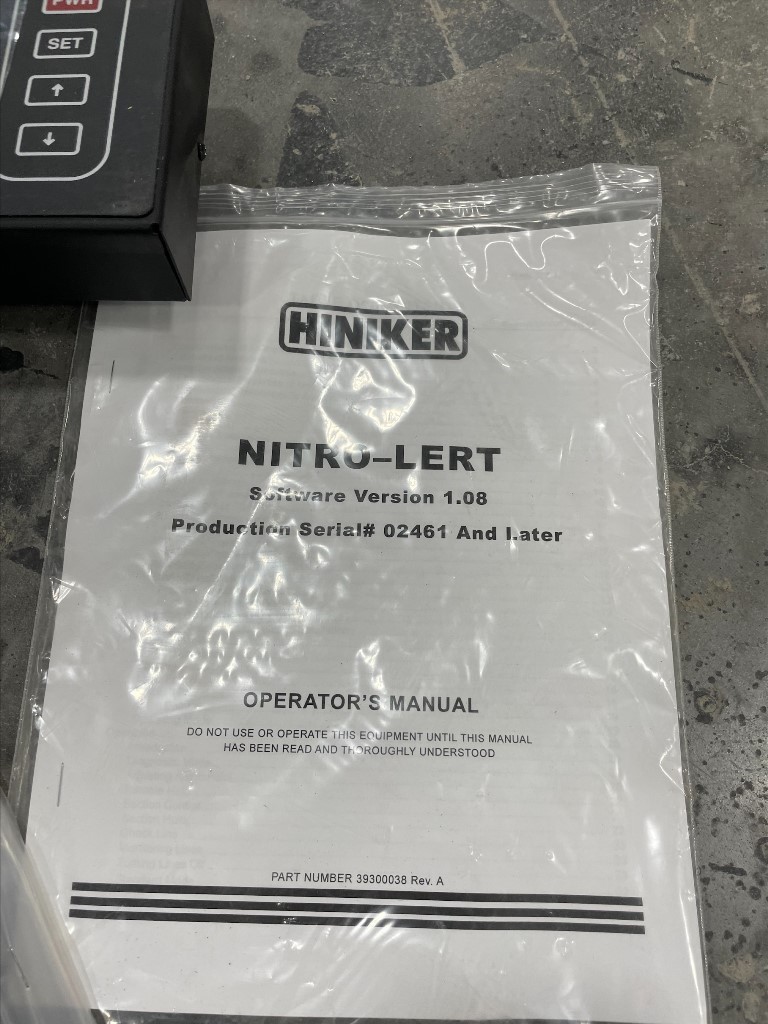 PWR
SET
↑
↓
HINIKER
NITRO-LERT
Software Version 1.08
Production Serial# 02461 And Later
OPERATOR'S MANUAL
DO NOT USE OR OPERATE THIS EQUIPMENT UNTIL THIS MANUAL
HAS BEEN READ AND THOROUGHLY UNDERSTOOD
PART NUMBER 39300038 Rev. A